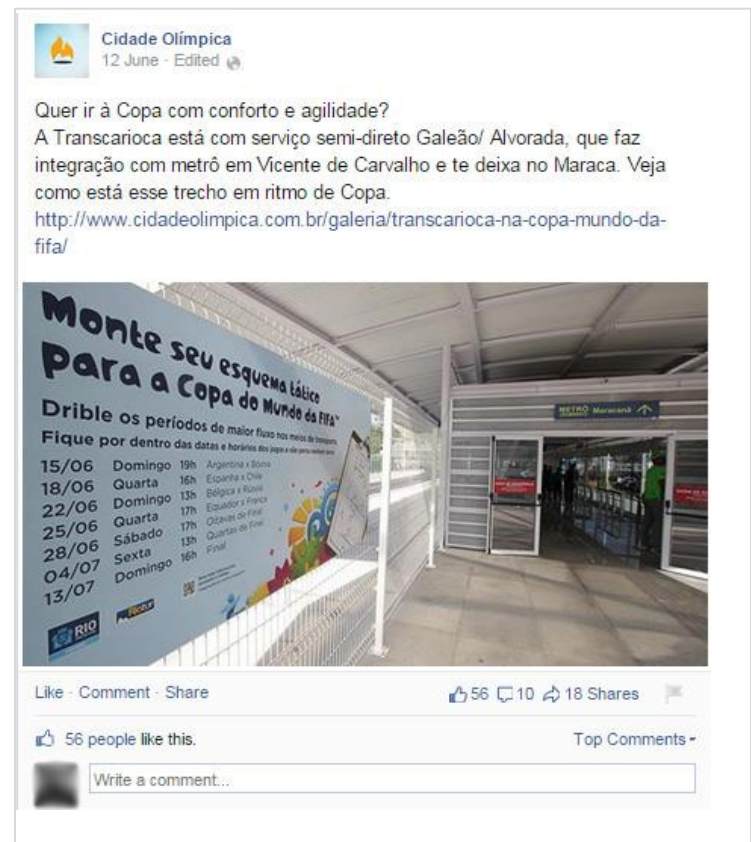 Cidade Olímpica
12 June · Edited
Quer ir à Copa com conforto e agilidade?
A Transcarioca está com serviço semi-direto Galeão/ Alvorada, que faz
integração com metrô em Vicente de Carvalho e te deixa no Maraca. Veja
como está esse trecho em ritmo de Copa.
http://www.cidadeolimpica.com.br/galeria/transcarioca-na-copa-mundo-da-
fifa/
Monte seu esquema tático
para a Copa do Mundo da FIFA™
Drible os períodos de maior fluxo nos meios de transporte
Fique por dentro das datas e horários dos jogos e não perca nenhum lance
15/06 Domingo 19h Argentina x Bósnia
18/06 Quarta 16h Espanha x Chile
22/06 Domingo 13h Bélgica x Rússia
25/06 Quarta 17h Equador x França
28/06 Sábado 17h Oitavas de Final
04/07 Sexta 13h Quartas de Final
13/07 Domingo 16h Final
RIO
Riotur
METRÔ Maracanã
Like · Comment · Share
56 10 18 Shares
56 people like this.
Top Comments
Write a comment...